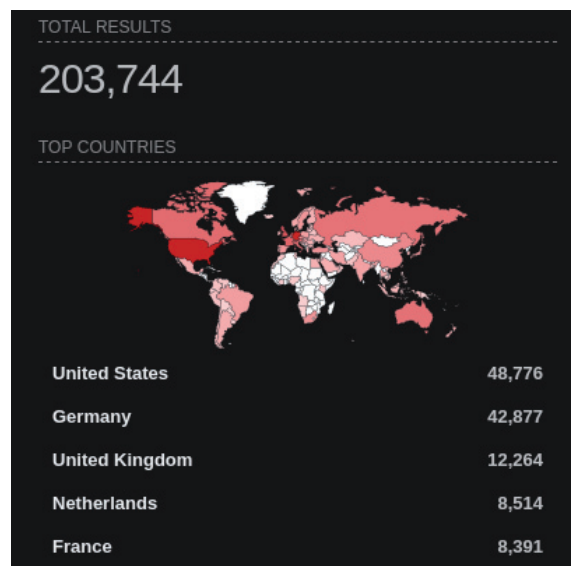 TOTAL RESULTS
203,744
TOP COUNTRIES
United States 48,776
Germany 42,877
United Kingdom 12,264
Netherlands 8,514
France 8,391